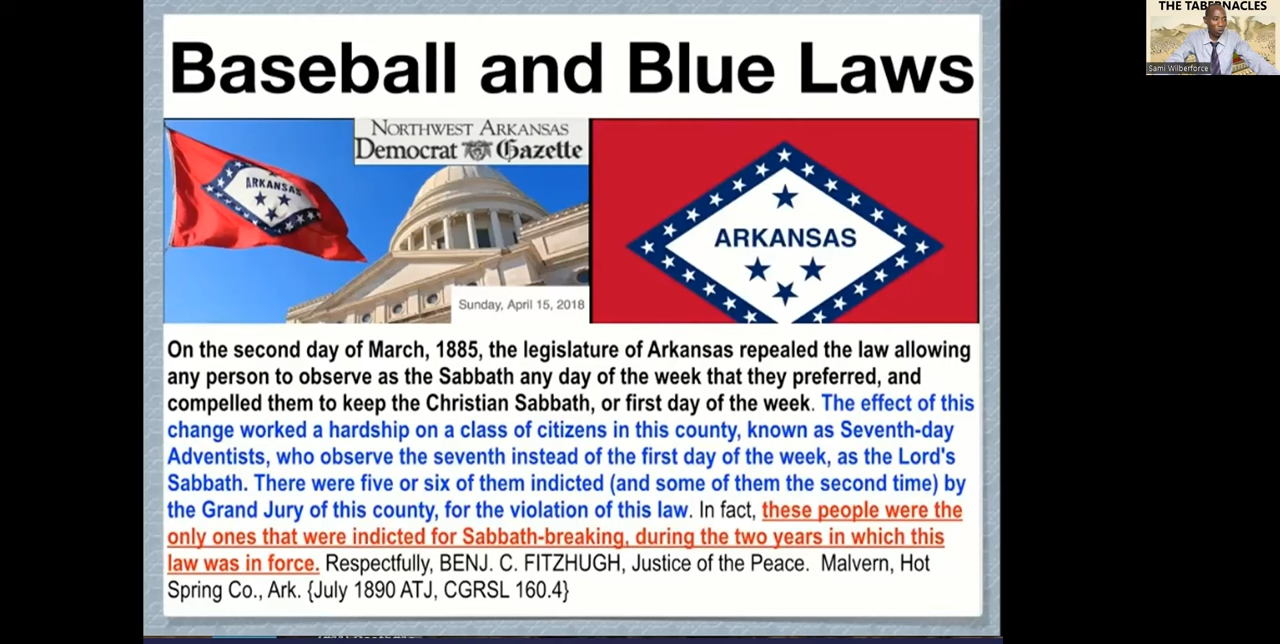 THE TABERNACLES
Sami Wilberforce
Baseball and Blue Laws
NORTHWEST ARKANSAS
Democrat Gazette
ARKANSAS
Sunday, April 15, 2018
ARKANSAS
On the second day of March, 1885, the legislature of Arkansas repealed the law allowing
any person to observe as the Sabbath any day of the week that they preferred, and
compelled them to keep the Christian Sabbath, or first day of the week. The effect of this
change worked a hardship on a class of citizens in this county, known as Seventh-day
Adventists, who observe the seventh instead of the first day of the week, as the Lord's
Sabbath. There were five or six of them indicted (and some of them the second time) by
the Grand Jury of this county, for the violation of this law. In fact, these people were the
only ones that were indicted for Sabbath-breaking, during the two years in which this
law was in force. Respectfully, BENJ. C. FITZHUGH, Justice of the Peace. Malvern, Hot
Spring Co., Ark. {July 1890 ATJ, CGRSL 160.4}